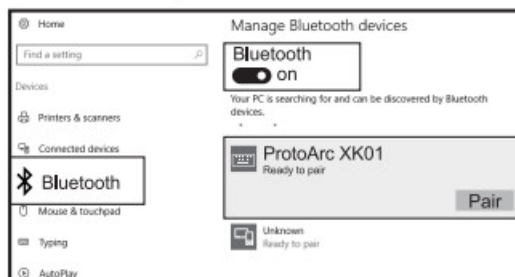 Home
Find a setting
Devices
Printers & scanners
Connected devices
Bluetooth
Mouse & touchpad
Typing
AutoPlay
Manage Bluetooth devices
Bluetooth
on
Your PC is searching for and can be discovered by Bluetooth
devices.
ProtoArc XK01
Ready to pair
Pair
Unknown
Ready to pair